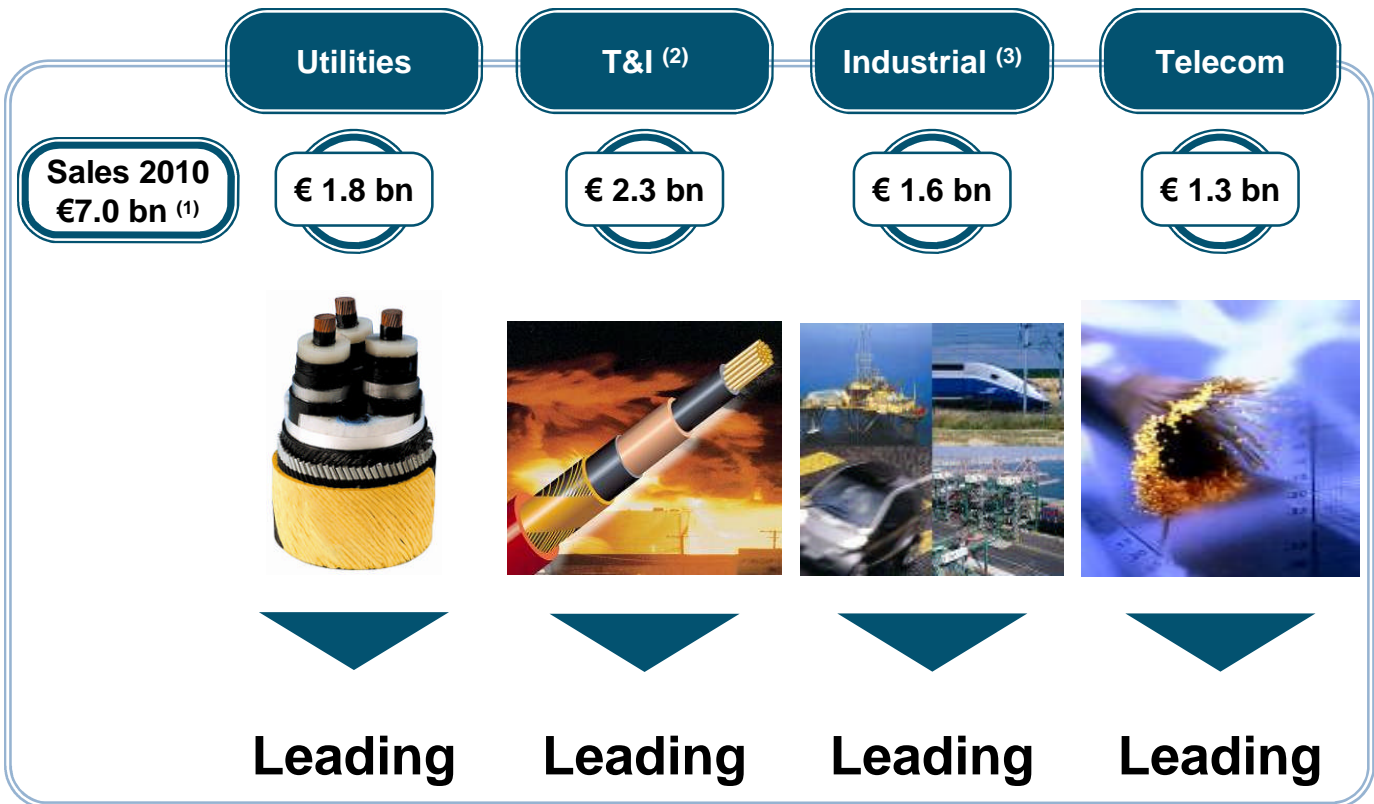 Utilities
T&I (2)
Industrial (3)
Telecom
Sales 2010
€7.0 bn (1)
€ 1.8 bn
€ 2.3 bn
€ 1.6 bn
€ 1.3 bn
Leading
Leading
Leading
Leading